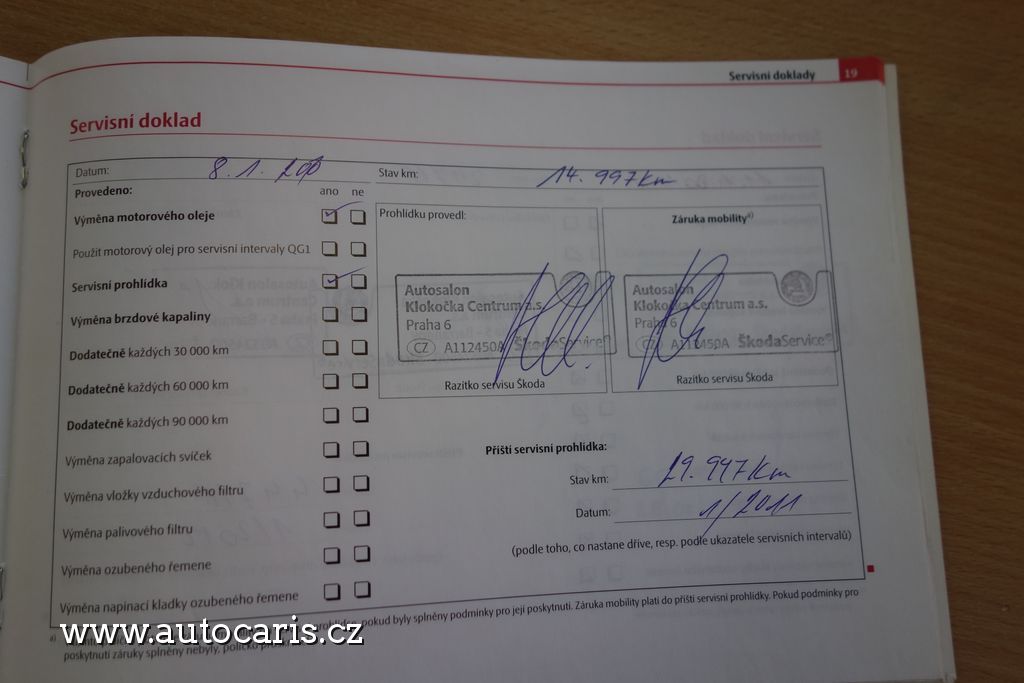 Servisní doklady 19
Servisní doklad
Datum: 8. 1.
Stav km: 14. 997km
Provedeno: ano ne
Výměna motorového oleje
Použit motorový olej pro servisní intervaly QG1
Servisní prohlídka
Výměna brzdové kapaliny
Dodatečně každých 30 000 km
Dodatečně každých 60 000 km
Dodatečně každých 90 000 km
Výměna zapalovacích svíček
Výměna vložky vzduchového filtru
Výměna palivového filtru
Výměna ozubeného řemene
Výměna napínací kladky ozubeného řemene
Prohlídku provedl:
Autosalon
Klokočka Centrum a.s.
Praha 6
CZ A112450A ŠkodaService®
Razítko servisu Škoda
Záruka mobility a)
Autosalon
Klokočka Centrum a.s.
Praha 6
CZ A112450A ŠkodaService®
Razítko servisu Škoda
Příští servisní prohlídka:
Stav km: 29. 947km
Datum: 1/2011
(podle toho, co nastane dříve, resp. podle ukazatele servisních intervalů)
a) pokud byly splněny podmínky pro její poskytnutí. Záruka mobility platí do příští servisní prohlídky. Pokud podmínky pro
poskytnutí záruky splněny nebyly, políčko
www.autocaris.cz